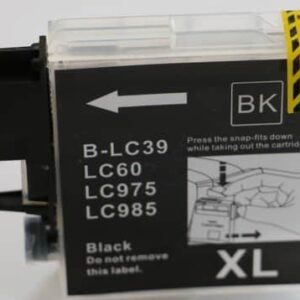 BK
B-LC39
LC60
LC975
LC985
Press the snap-fits down
while taking out the cartrid
Black
Do not remove
this label.
XL